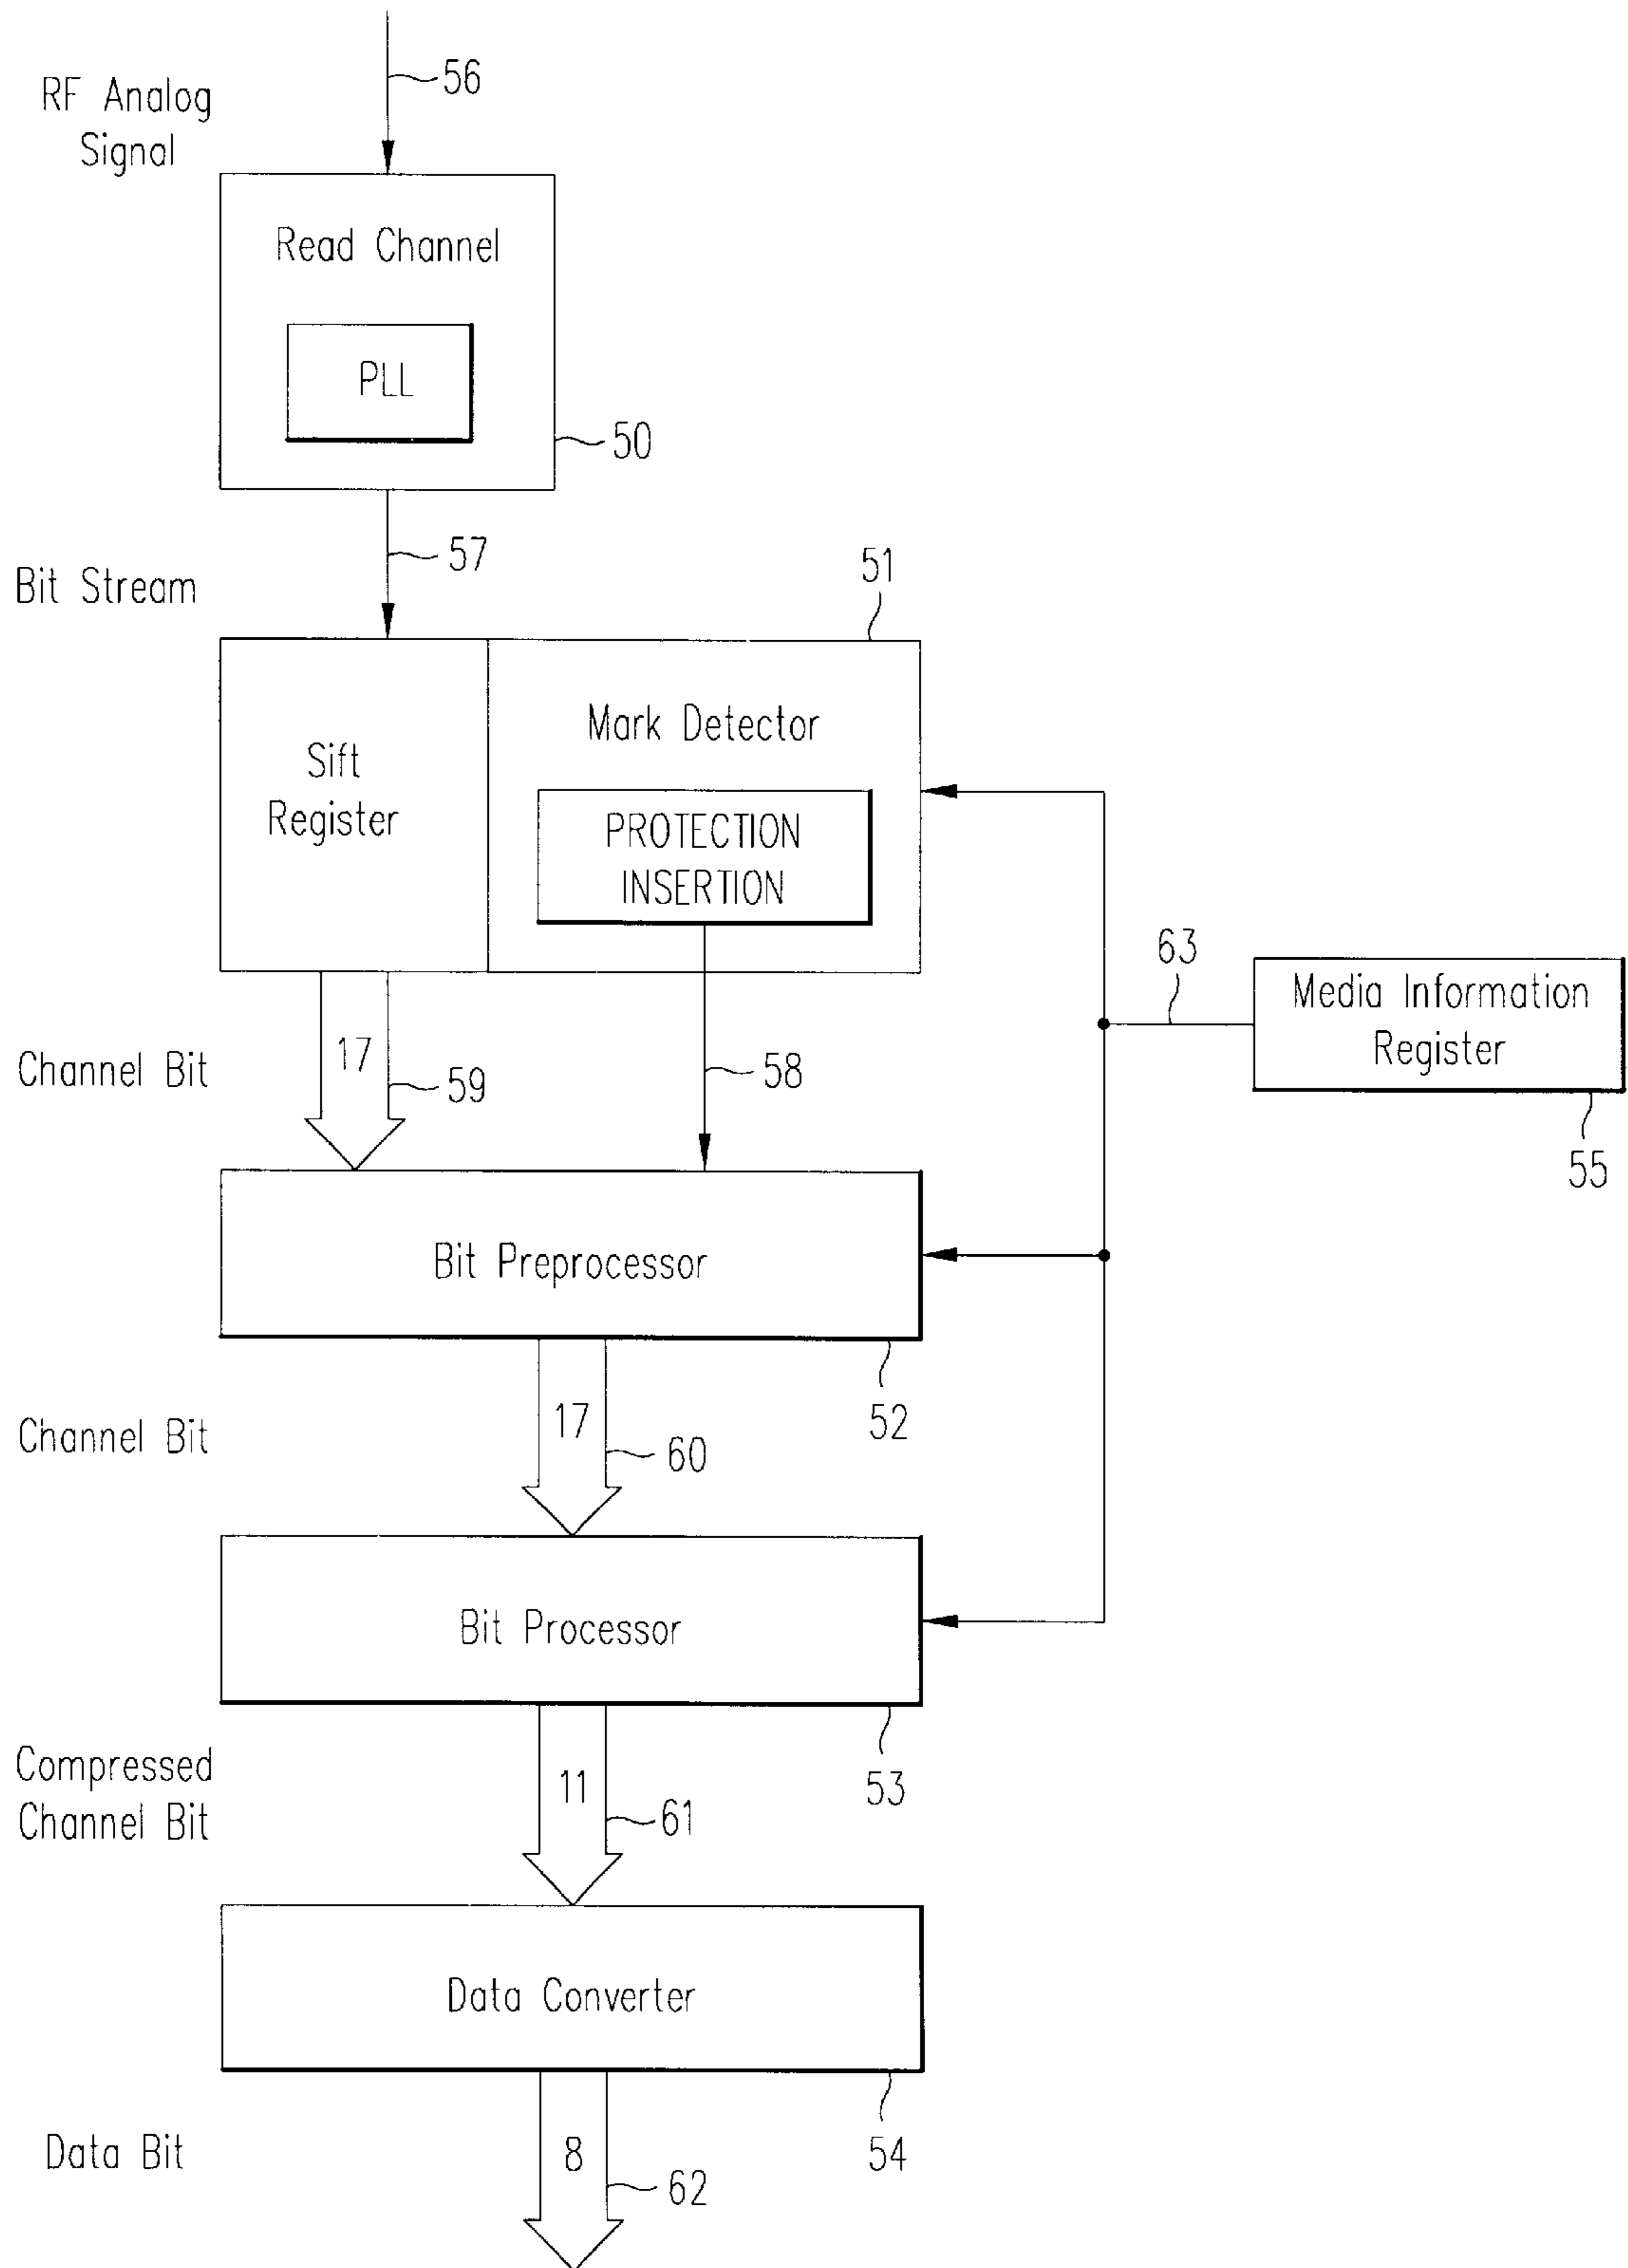 56
RF Analog
Signal
Read Channel
PLL
50
57
Bit Stream
51
Mark Detector
Sift
Register
PROTECTION
INSERTION
63
Media Information
Register
55
17
Channel Bit
59
58
Bit Preprocessor
52
17
Channel Bit
60
Bit Processor
53
Compressed
Channel Bit
11
61
Data Converter
54
Data Bit
8
62